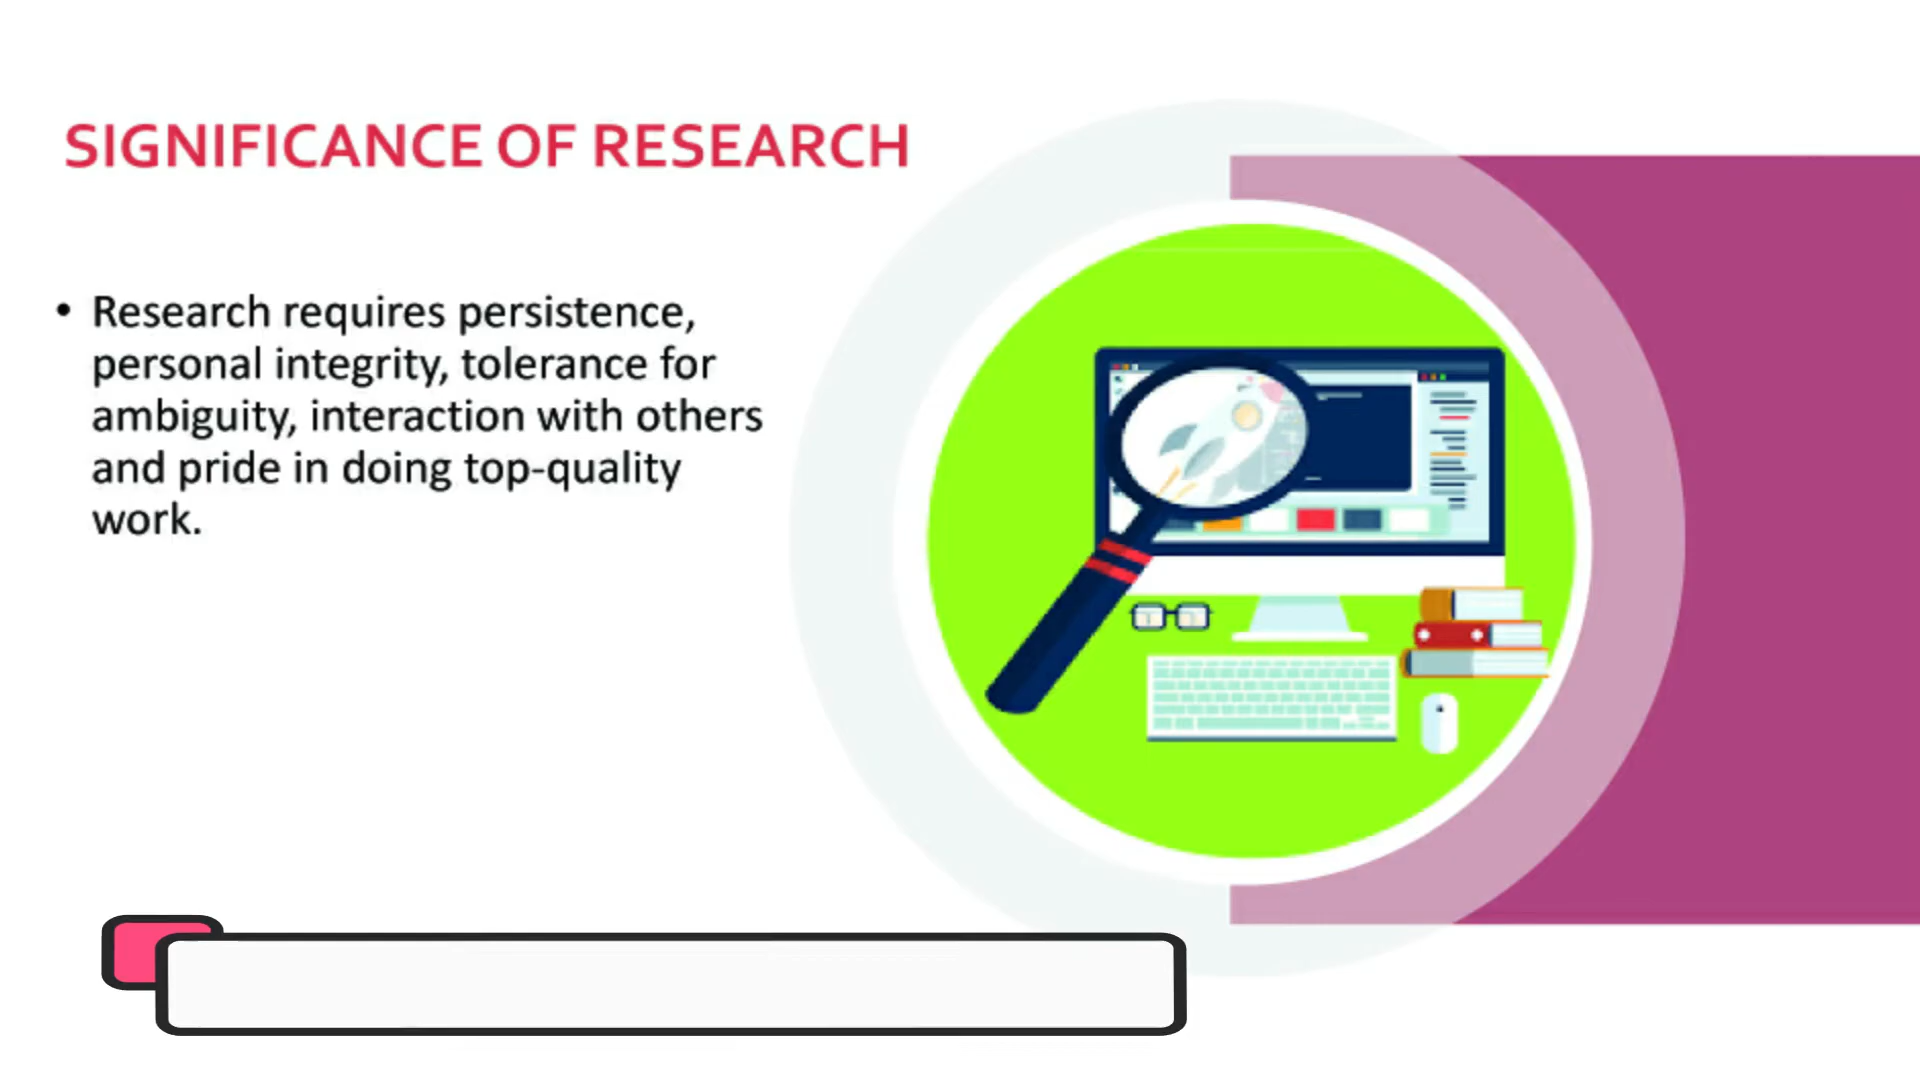 SIGNIFICANCE OF RESEARCH
• Research requires persistence,
personal integrity, tolerance for
ambiguity, interaction with others
and pride in doing top-quality
work.